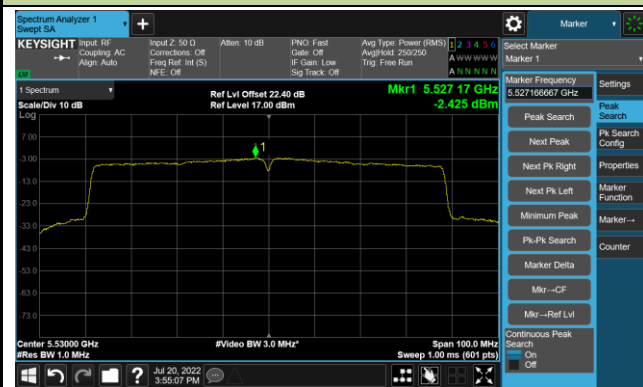 Spectrum Analyzer 1
Swept SA
Marker
KEYSIGHT
Input: RF
Coupling: AC
Align: Auto
Input Z: 50 Ω
Corrections: Off
Freq Ref: Int (S)
NFE: Off
Atten: 10 dB
PNO: Fast
Gate: Off
IF Gain: Low
Sig Track: Off
Avg Type: Power (RMS)
Avg|Hold: 250/250
Trig: Free Run
1 2 3 4 5 6
A W W W W W
A N N N N N
Select Marker
Marker 1
1 Spectrum
Scale/Div 10 dB
Log
Ref Lvl Offset 22.40 dB
Ref Level 17.00 dBm
Mkr1 5.527 17 GHz
-2.425 dBm
7.00
-3.00
-13.0
-23.0
-33.0
-43.0
-53.0
-63.0
-73.0
1
Center 5.53000 GHz
#Res BW 1.0 MHz
#Video BW 3.0 MHz*
Span 100.0 MHz
Sweep 1.00 ms (601 pts)
Marker Frequency
5.527166667 GHz
Peak Search
Next Peak
Next Pk Right
Next Pk Left
Minimum Peak
Pk-Pk Search
Marker Delta
Mkr→CF
Mkr→Ref Lvl
Continuous Peak
Search
On
Off
Settings
Peak
Search
Pk Search
Config
Properties
Marker
Function
Marker→
Counter
Jul 20, 2022
3:55:07 PM